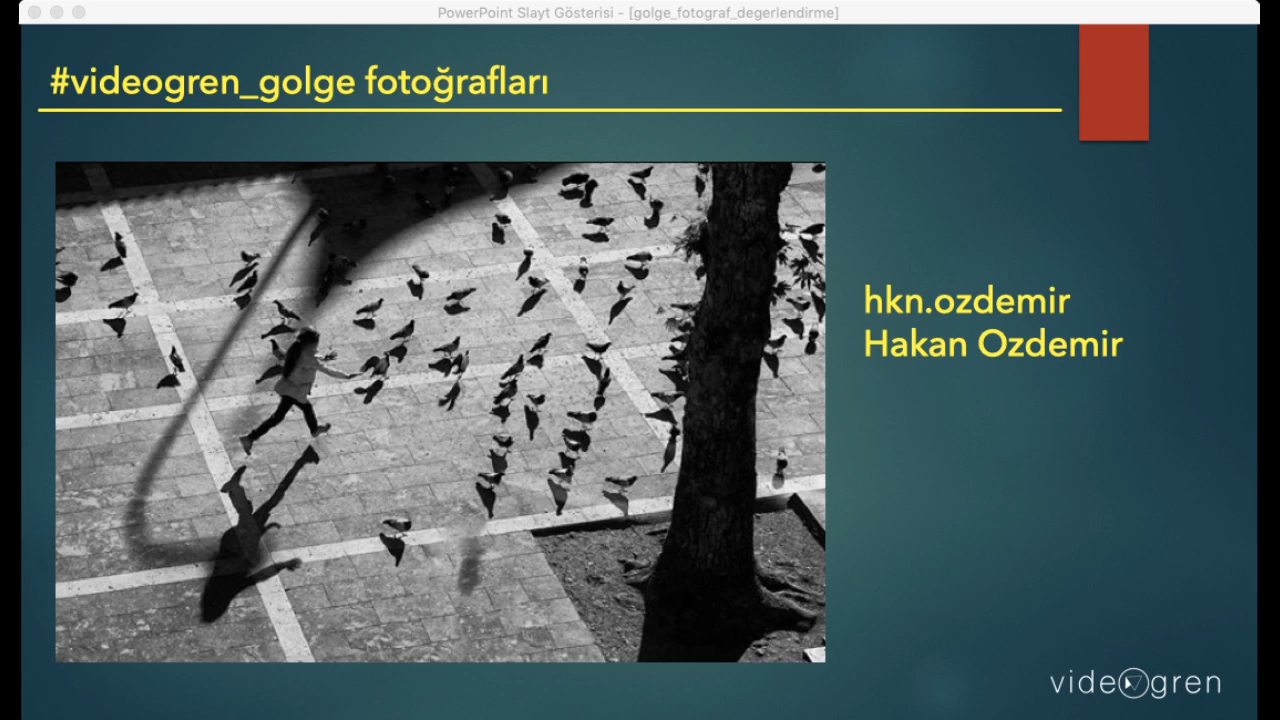 PowerPoint Slayt Gösterisi - [golge_fotograf_degerlendirme]
#videogren_golge fotoğrafları
hkn.ozdemir
Hakan Ozdemir
videogren